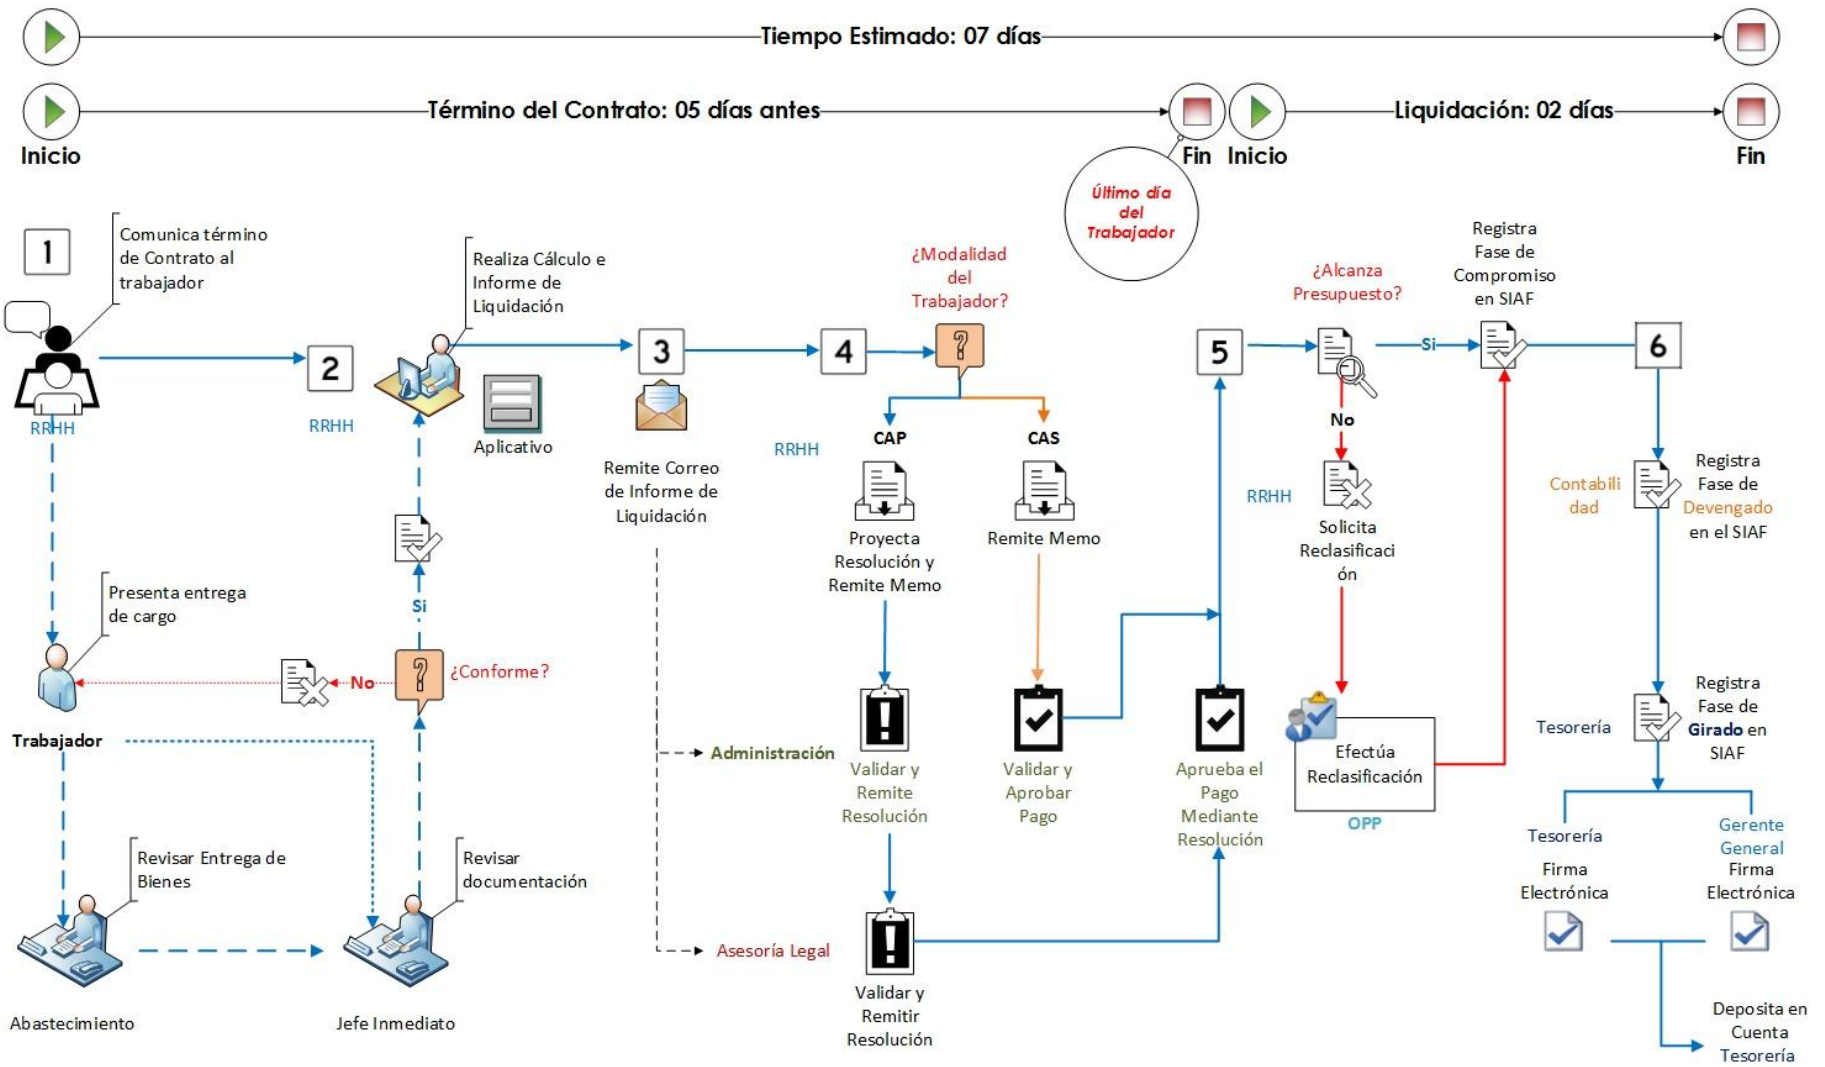 Tiempo Estimado: 07 días
Término del Contrato: 05 días antes
Liquidación: 02 días
Inicio
Fin
Inicio
Fin
Último día
del
Trabajador
1
Comunica término
de Contrato al
trabajador
RRHH
2
RRHH
Realiza Cálculo e
Informe de
Liquidación
Aplicativo
3
Remite Correo
de Informe de
Liquidación
4
RRHH
¿Modalidad
del
Trabajador?
CAP
Proyecta
Resolución y
Remite Memo
CAS
Remite Memo
Presenta entrega
de cargo
Trabajador
No
Si
¿Conforme?
Revisar Entrega de
Bienes
Abastecimiento
Revisar
documentación
Jefe Inmediato
Administración
Validar y
Remite
Resolución
Validar y
Aprobar
Pago
Aprueba el
Pago
Mediante
Resolución
Asesoría Legal
Validar y
Remitir
Resolución
5
¿Alcanza
Presupuesto?
Si
No
RRHH
Solicita
Reclasificaci
ón
Efectúa
Reclasificación
OPP
Registra
Fase de
Compromiso
en SIAF
6
Contabili
dad
Registra
Fase de
Devengado
en el SIAF
Tesorería
Registra
Fase de
Girado en
SIAF
Tesorería
Firma
Electrónica
Gerente
General
Firma
Electrónica
Deposita en
Cuenta
Tesorería